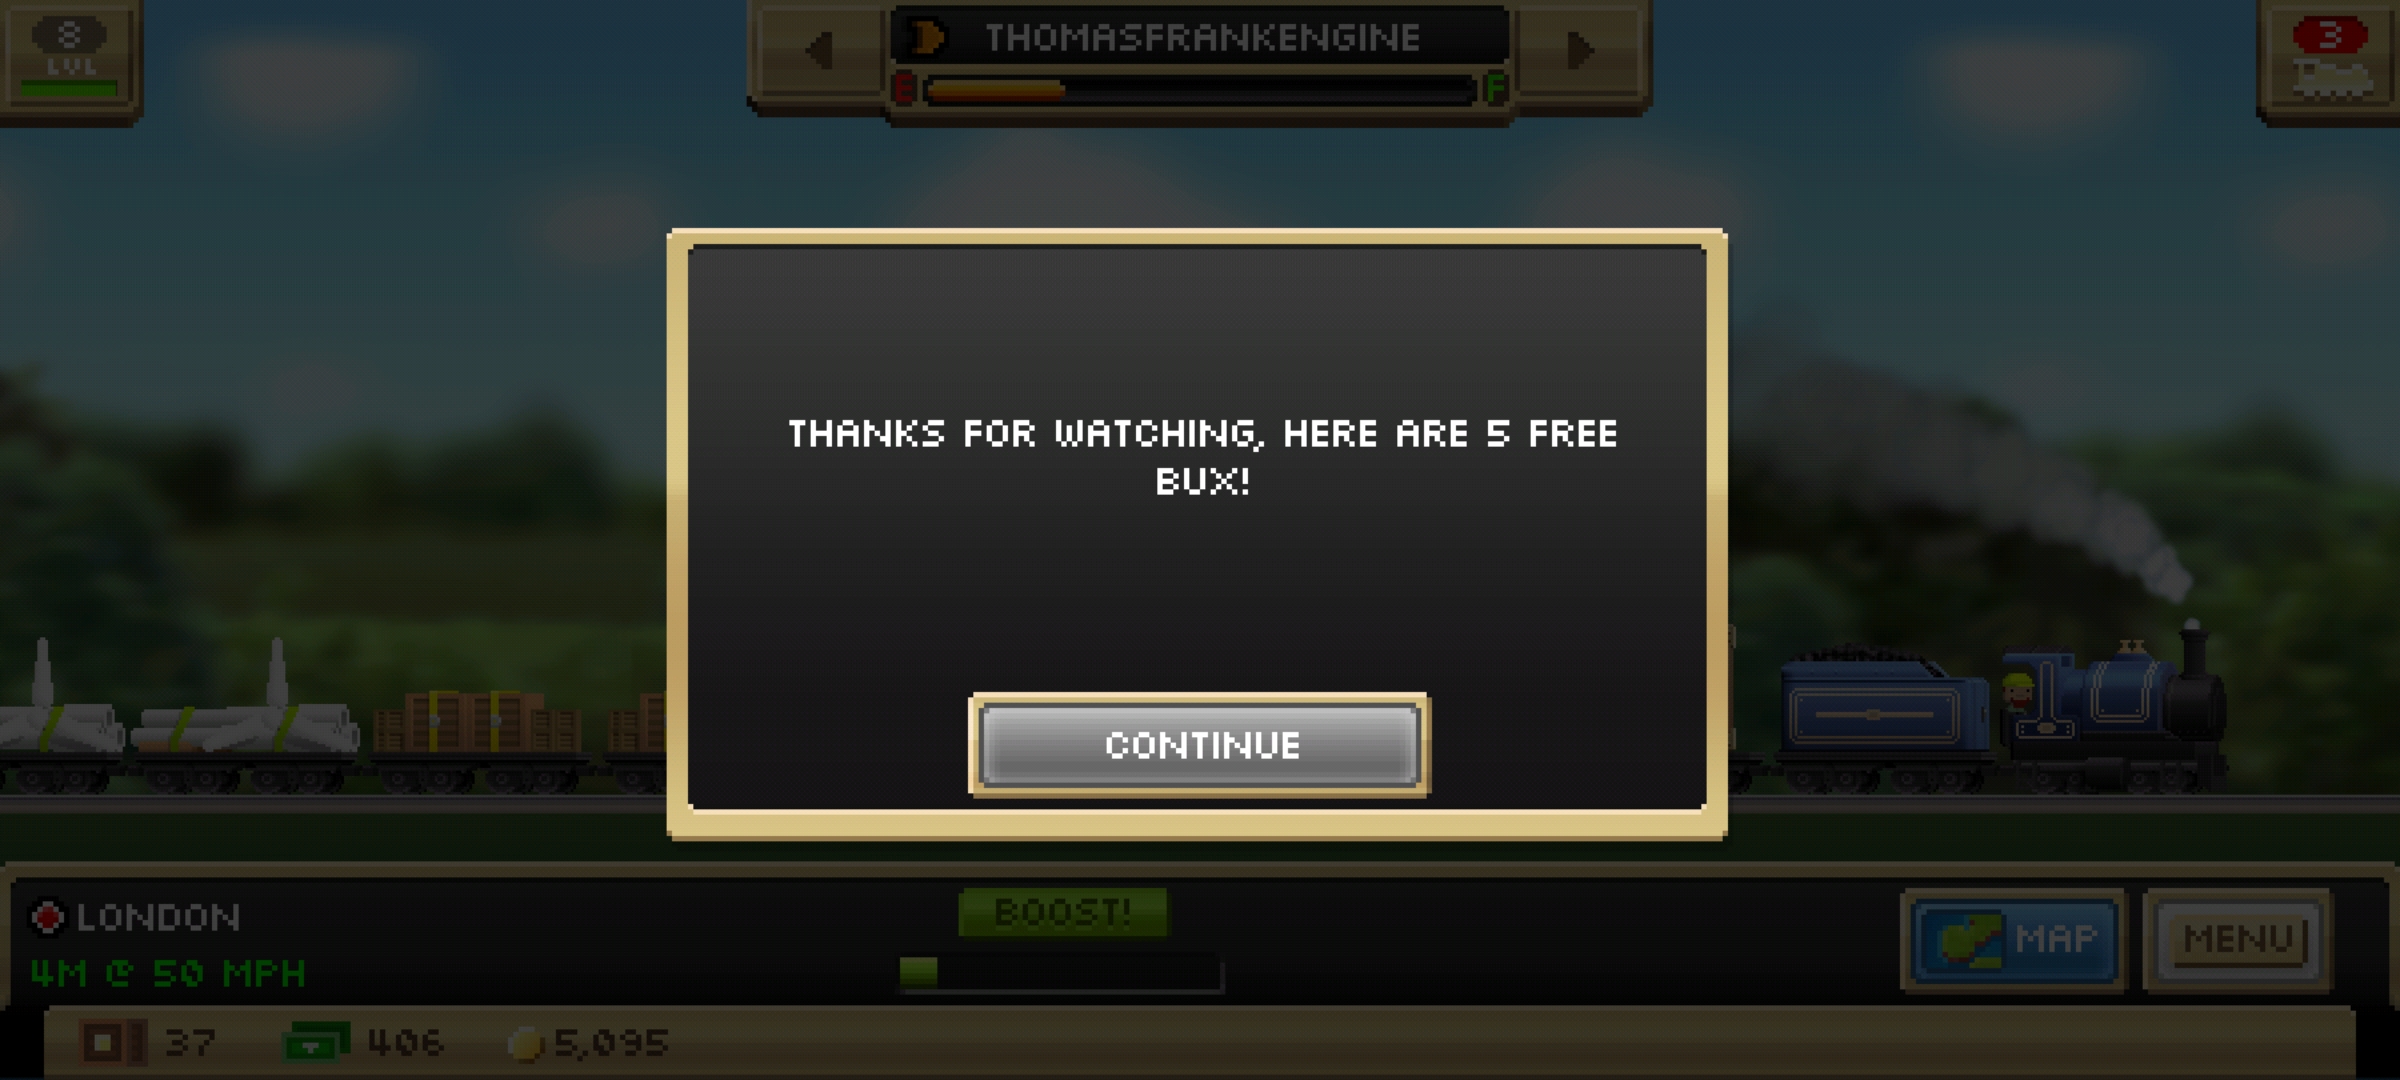 8
LVL
THOMASFRANKENGINE
E F
3
THANKS FOR WATCHING, HERE ARE 5 FREE
BUX!
CONTINUE
LONDON
4M @ 50 MPH
BOOST!
MAP
MENU
37 406 5,095